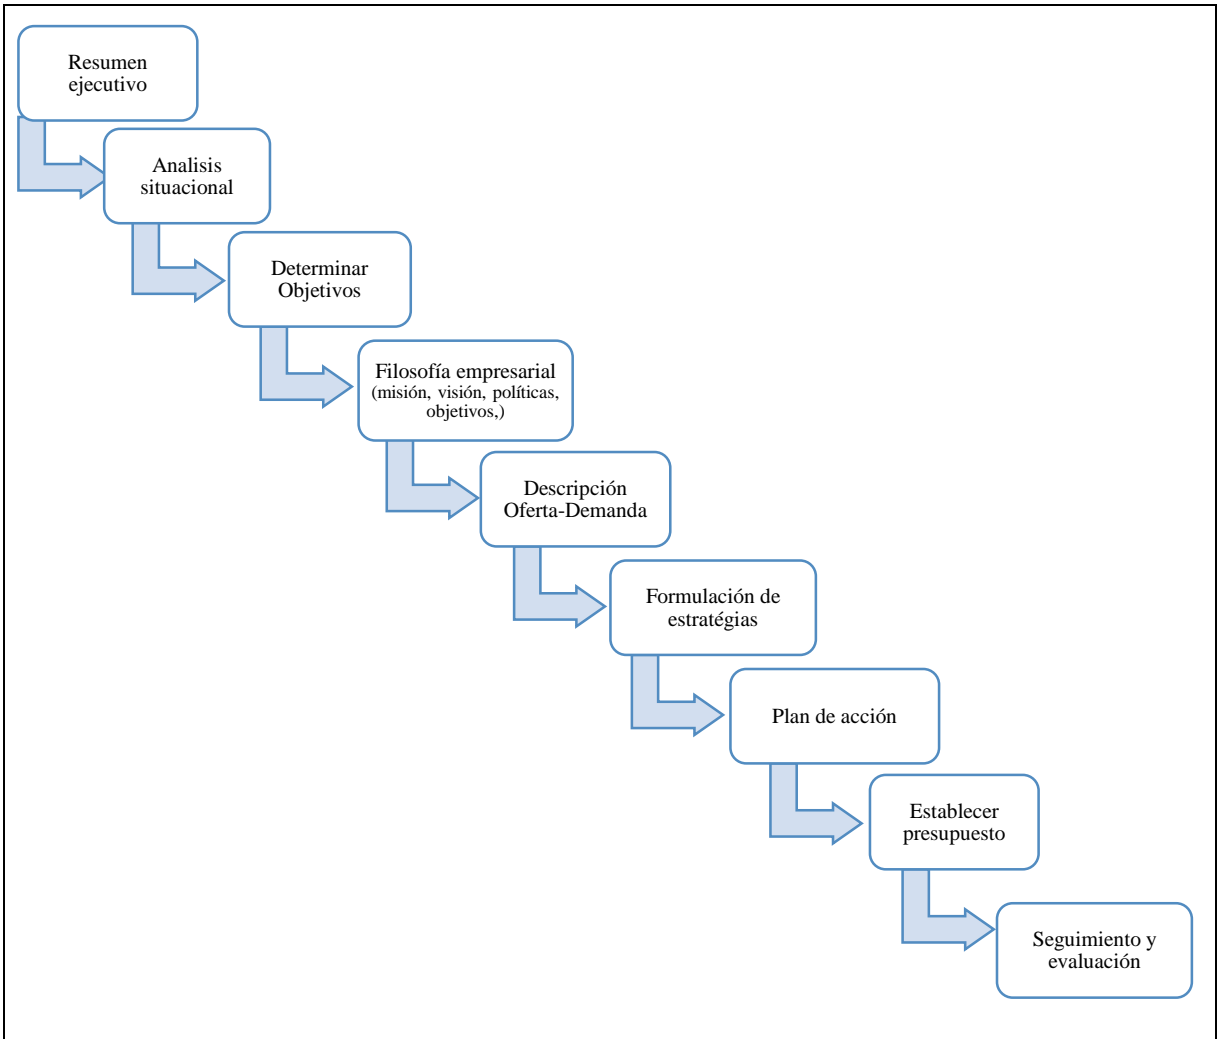 Resumen
ejecutivo
Analisis
situacional
Determinar
Objetivos
Filosofía empresarial
(misión, visión, políticas,
objetivos,)
Descripción
Oferta-Demanda
Formulación de
estratégias
Plan de acción
Establecer
presupuesto
Seguimiento y
evaluación